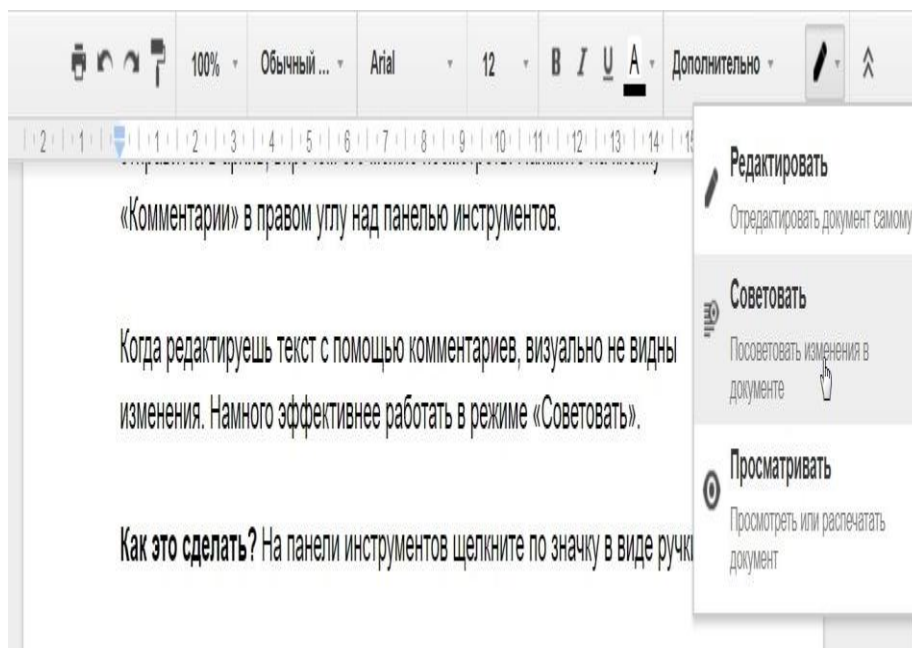 100% Обычный ... Arial 12 B I U A Дополнительно
2 1 1 2 3 4 5 6 7 8 9 10 11 12 13 14 15
«Комментарии» в правом углу над панелью инструментов.
Когда редактируешь текст с помощью комментариев, визуально не видны
изменения. Намного эффективнее работать в режиме «Советовать».
Как это сделать? На панели инструментов щелкните по значку в виде ручки
Редактировать
Отредактировать документ самому
Советовать
Посоветовать изменения в
документе
Просматривать
Просмотреть или распечатать
документ